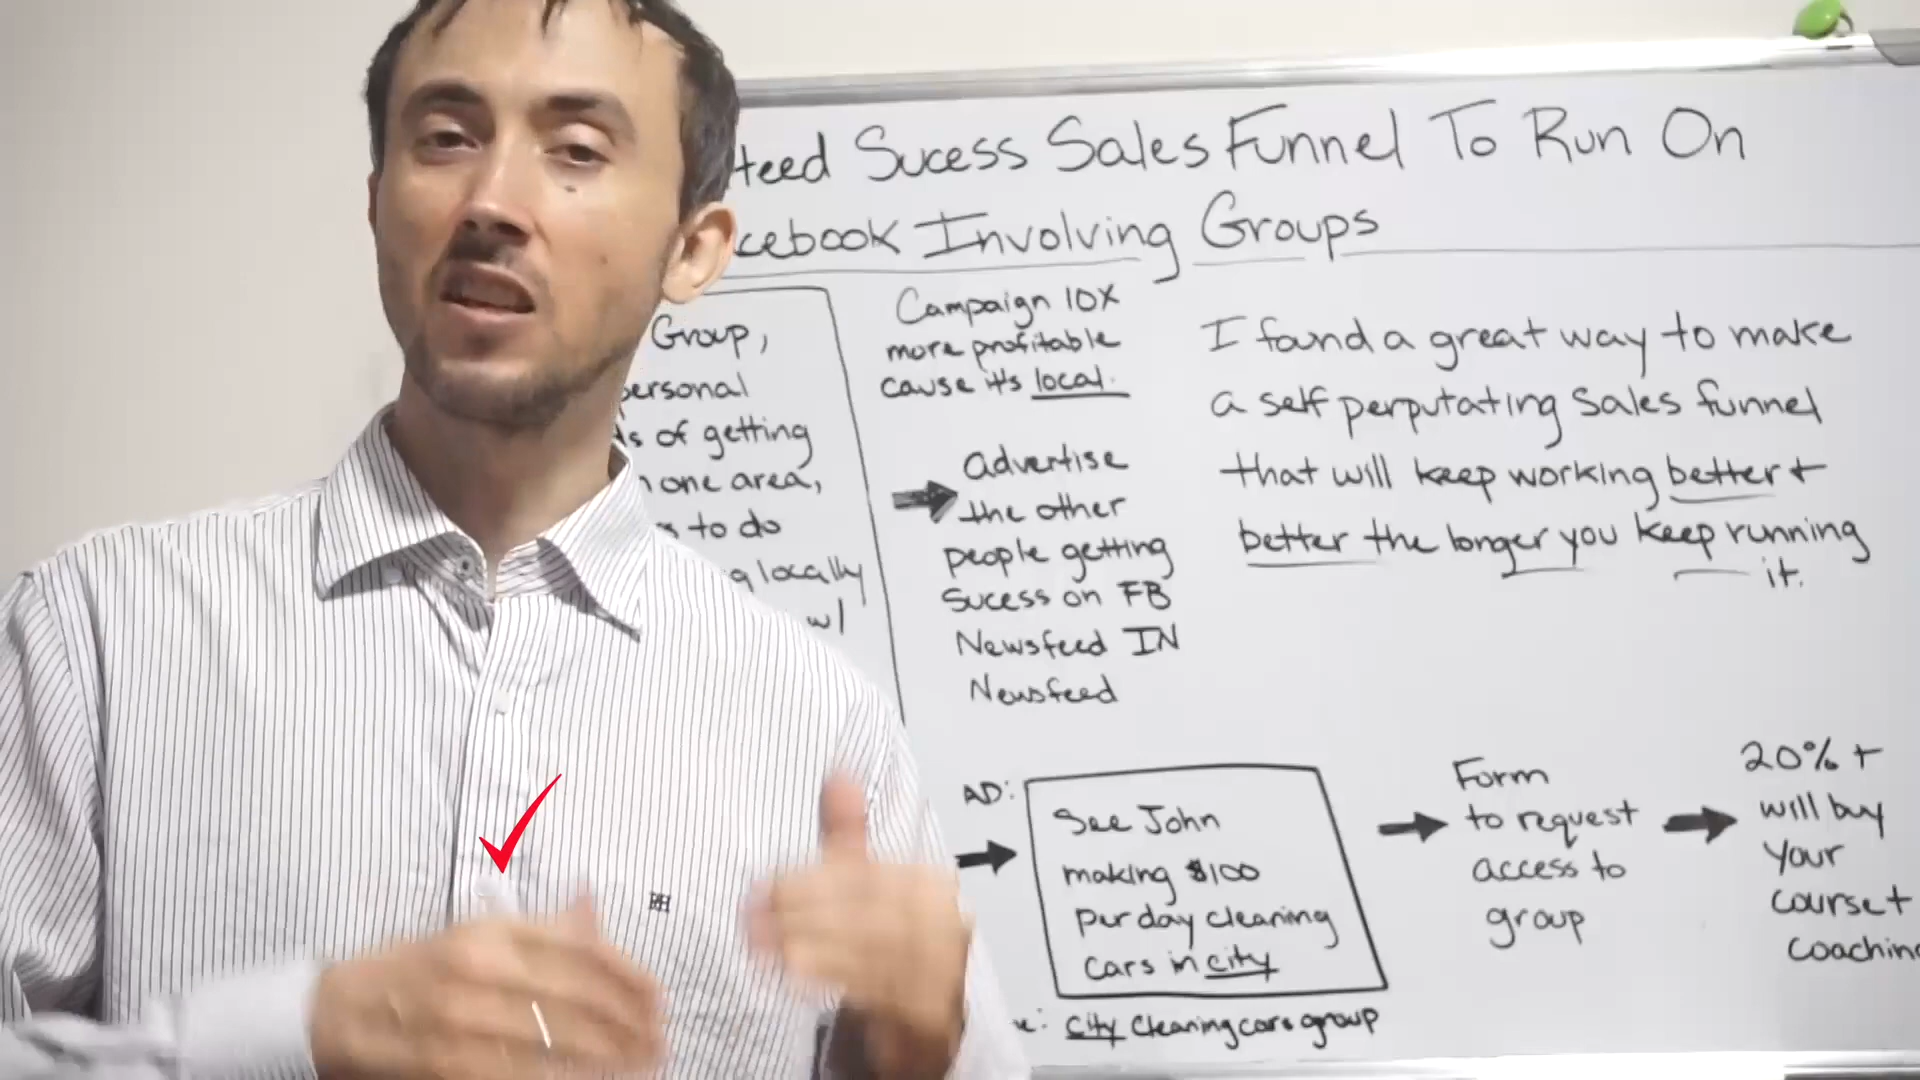 teed Sucess Sales Funnel To Run On
cebook Involving Groups
Group,
personal
s of getting
one area,
to do
g locally
w/
Campaign 10X
more profitable
cause it's local.
Advertise
the other
people getting
Sucess on FB
Newsfeed IN
Newsfeed
I found a great way to make
a self perputating sales funnel
that will keep working better +
better the longer you keep running
it.
AD:
See John
making $100
per day cleaning
cars in city
: City Cleaning cars group
Form
to request
access to
group
20% +
will buy
your
course +
coaching